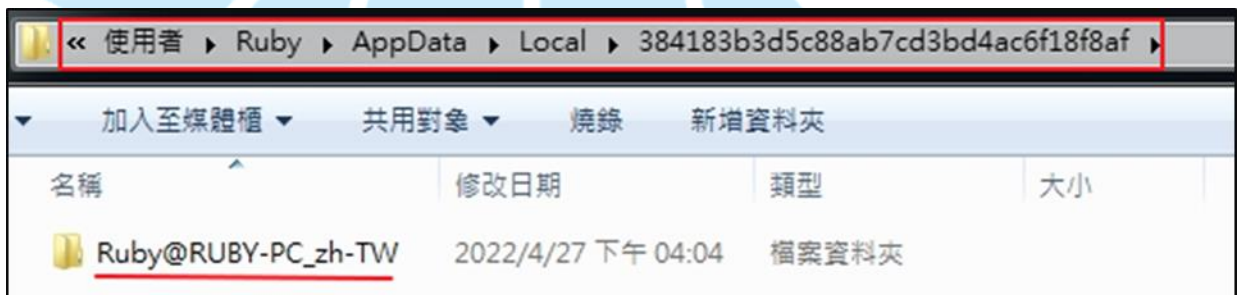 « 使用者 ▸ Ruby ▸ AppData ▸ Local ▸ 384183b3d5c88ab7cd3bd4ac6f18f8af ▸
加入至媒體櫃 ▼ 共用對象 ▼ 燒錄 新增資料夾
名稱 修改日期 類型 大小
Ruby@RUBY-PC_zh-TW 2022/4/27 下午 04:04 檔案資料夾